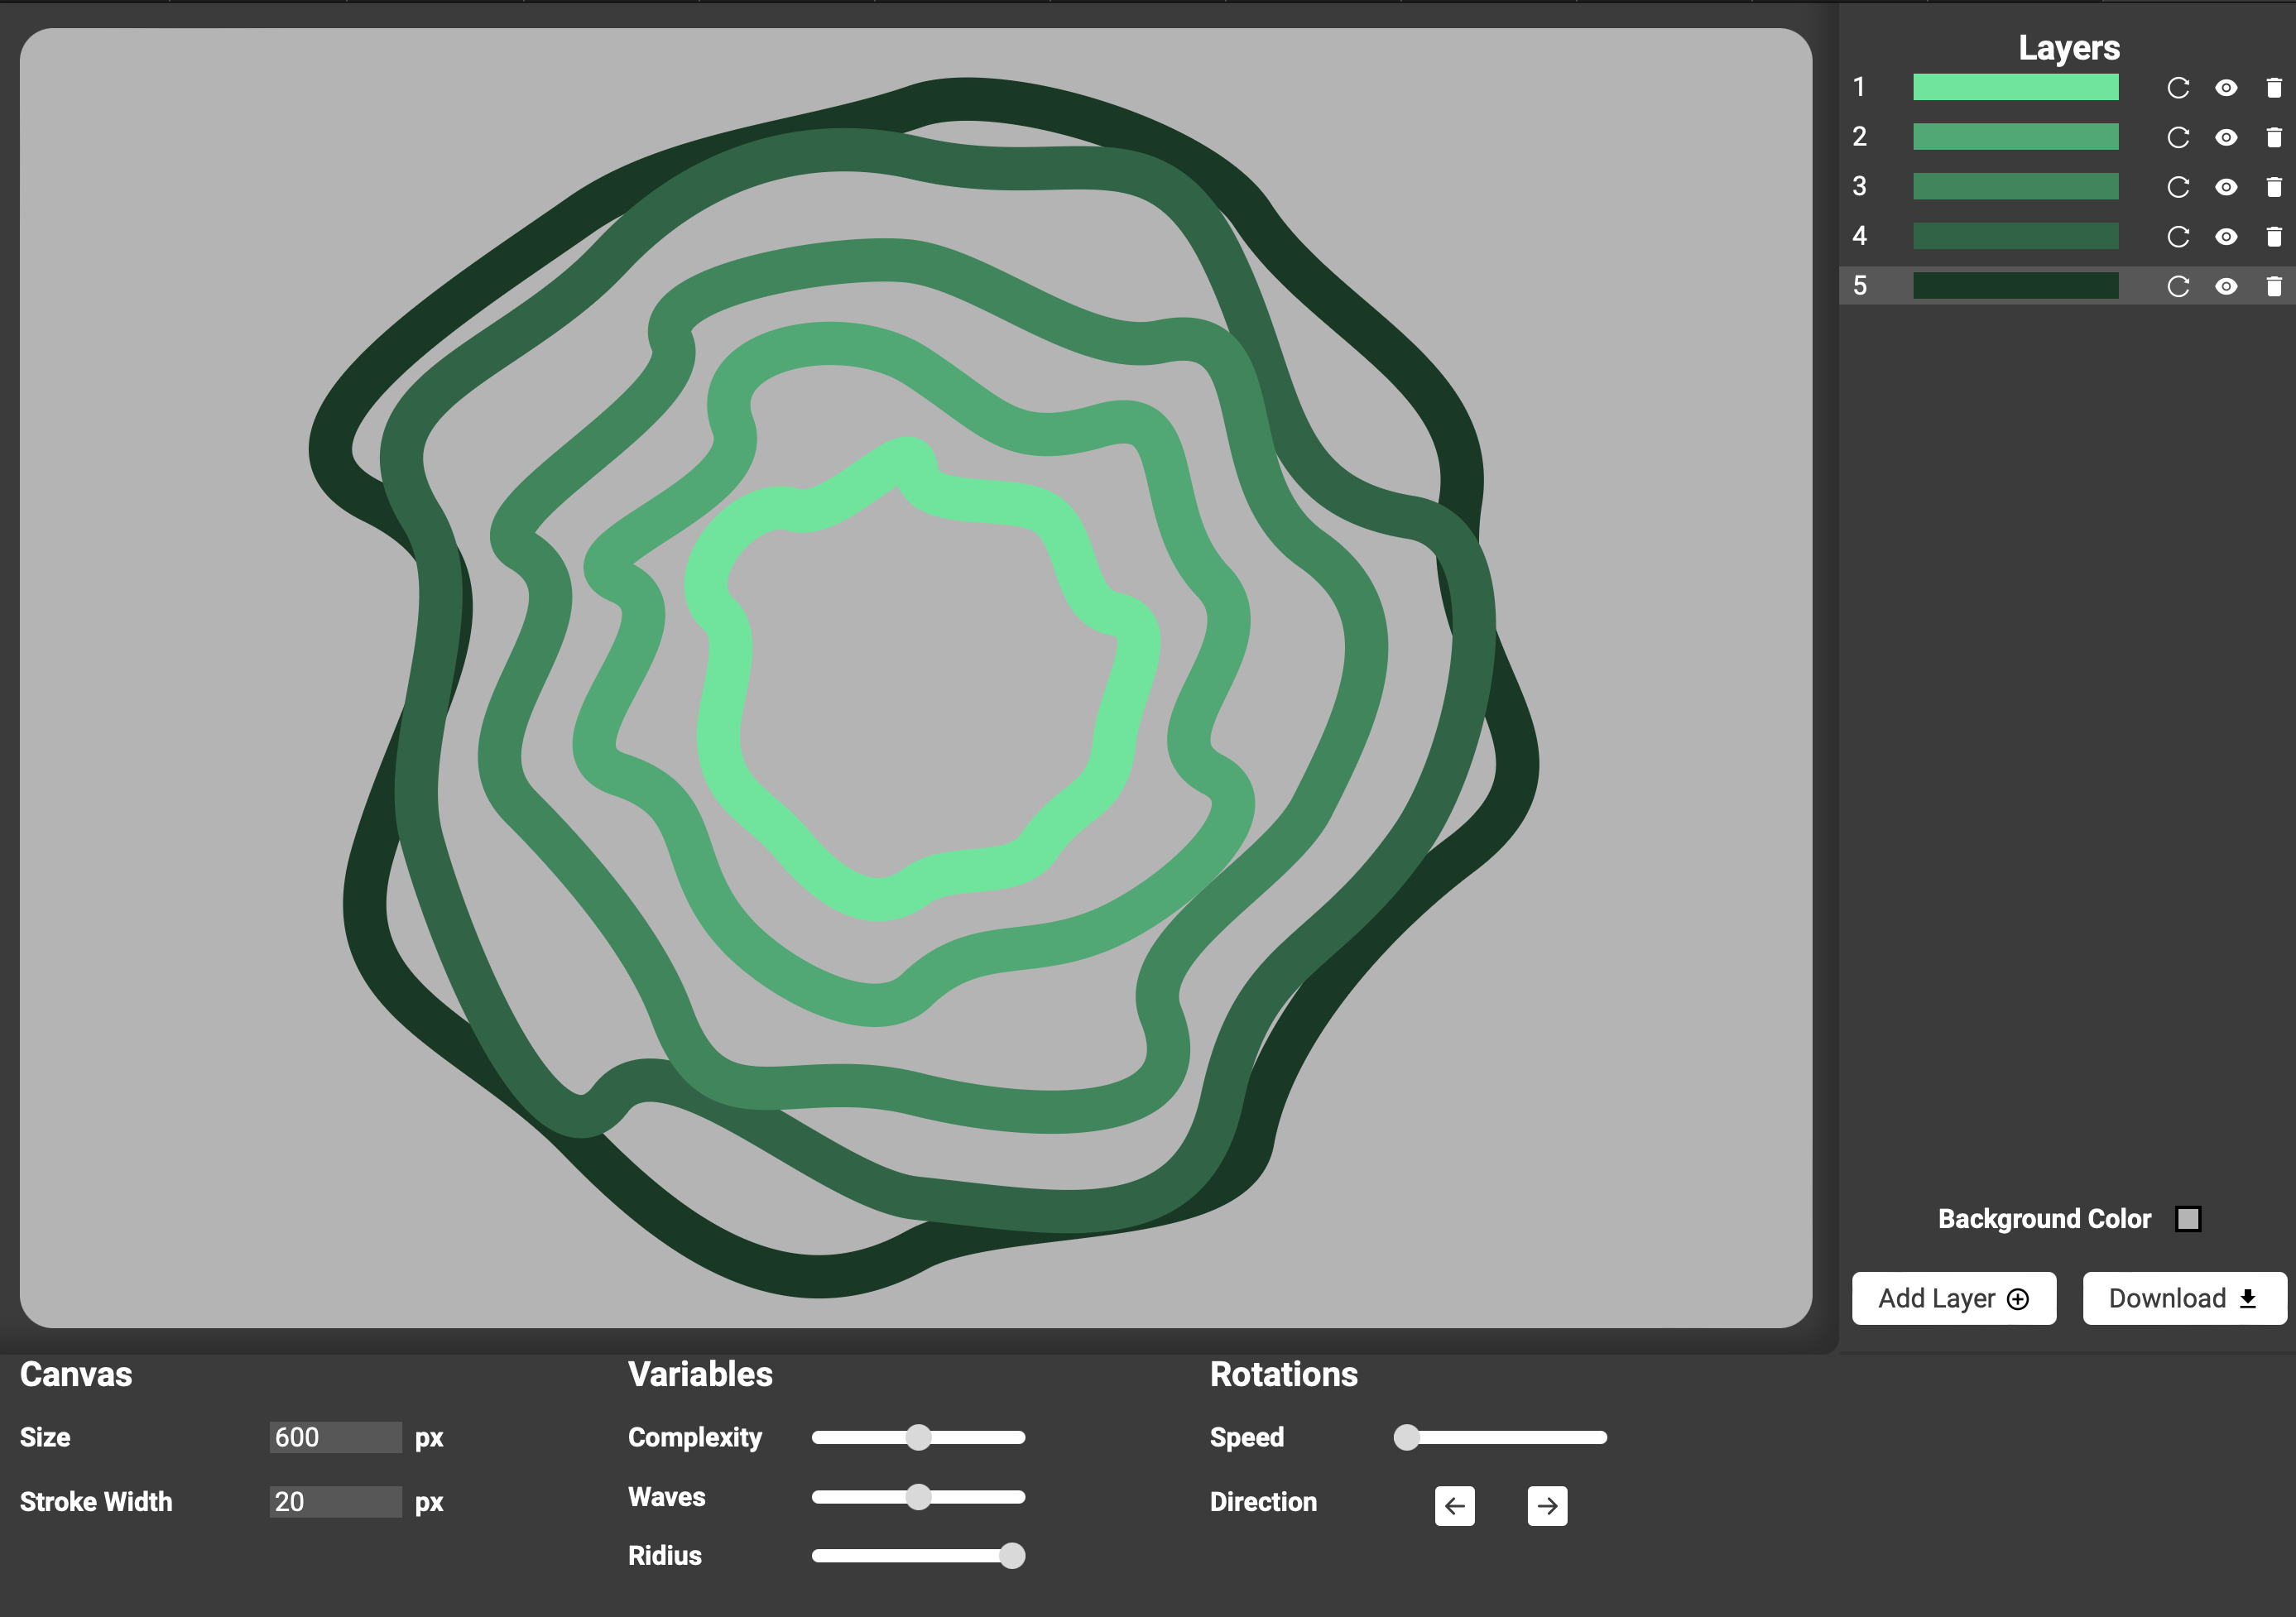 Layers
1
2
3
4
5
Background Color
Add Layer
Download
Canvas
Size 600 px
Stroke Width 20 px
Variables
Complexity
Waves
Ridius
Rotations
Speed
Direction